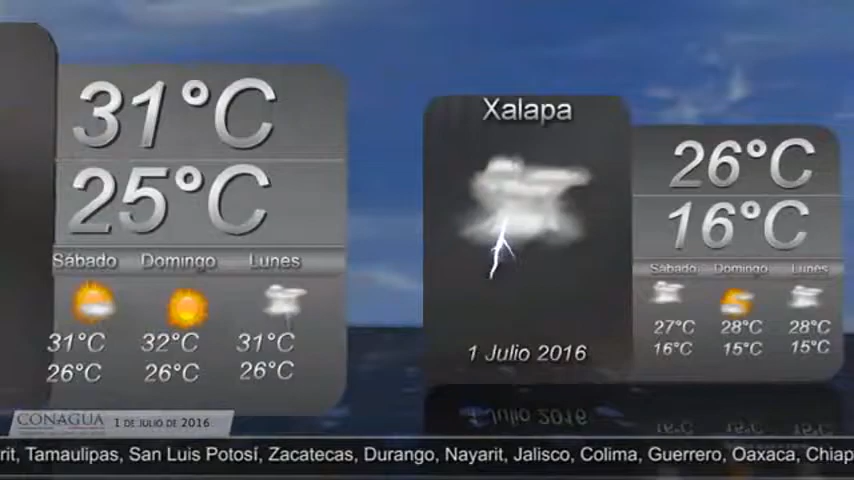 31°C
25°C
Sábado Domingo Lunes
31°C 32°C 31°C
26°C 26°C 26°C
Xalapa
1 Julio 2016
26°C
16°C
Sábado Domingo Lunes
27°C 28°C 28°C
16°C 15°C 15°C
CONAGUA 1 DE JULIO DE 2016
rit, Tamaulipas, San Luis Potosí, Zacatecas, Durango, Nayarit, Jalisco, Colima, Guerrero, Oaxaca, Chiap